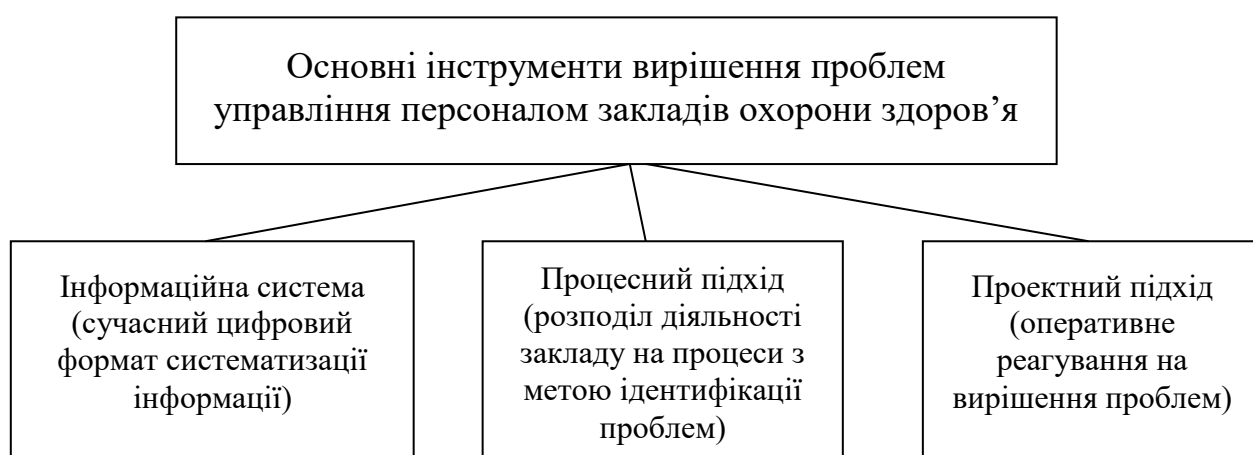 Основні інструменти вирішення проблем
управління персоналом закладів охорони здоров’я
Інформаційна система
(сучасний цифровий
формат систематизації
інформації)
Процесний підхід
(розподіл діяльності
закладу на процеси з
метою ідентифікації
проблем)
Проектний підхід
(оперативне
реагування на
вирішення проблем)